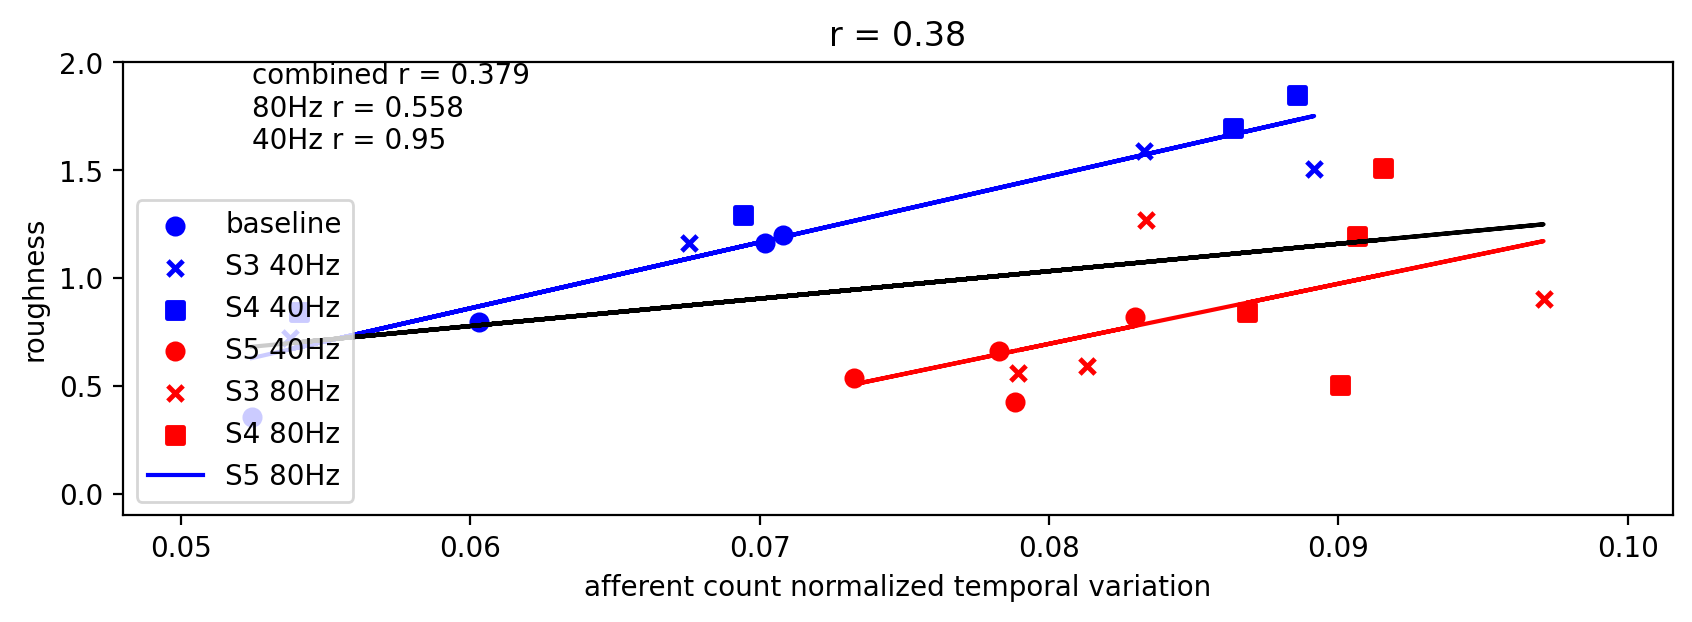 r = 0.38
combined r = 0.379
80Hz r = 0.558
40Hz r = 0.95
roughness
2.0
1.5
1.0
0.5
0.0
baseline
S3 40Hz
S4 40Hz
S5 40Hz
S3 80Hz
S4 80Hz
S5 80Hz
0.05 0.06 0.07 0.08 0.09 0.10
afferent count normalized temporal variation